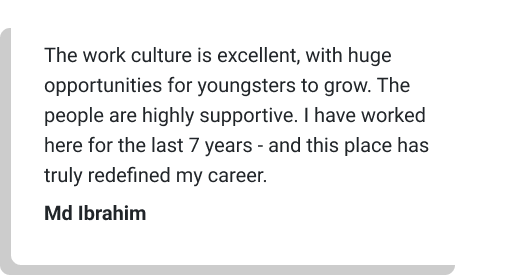 The work culture is excellent, with huge
opportunities for youngsters to grow. The
people are highly supportive. I have worked
here for the last 7 years - and this place has
truly redefined my career.
Md Ibrahim